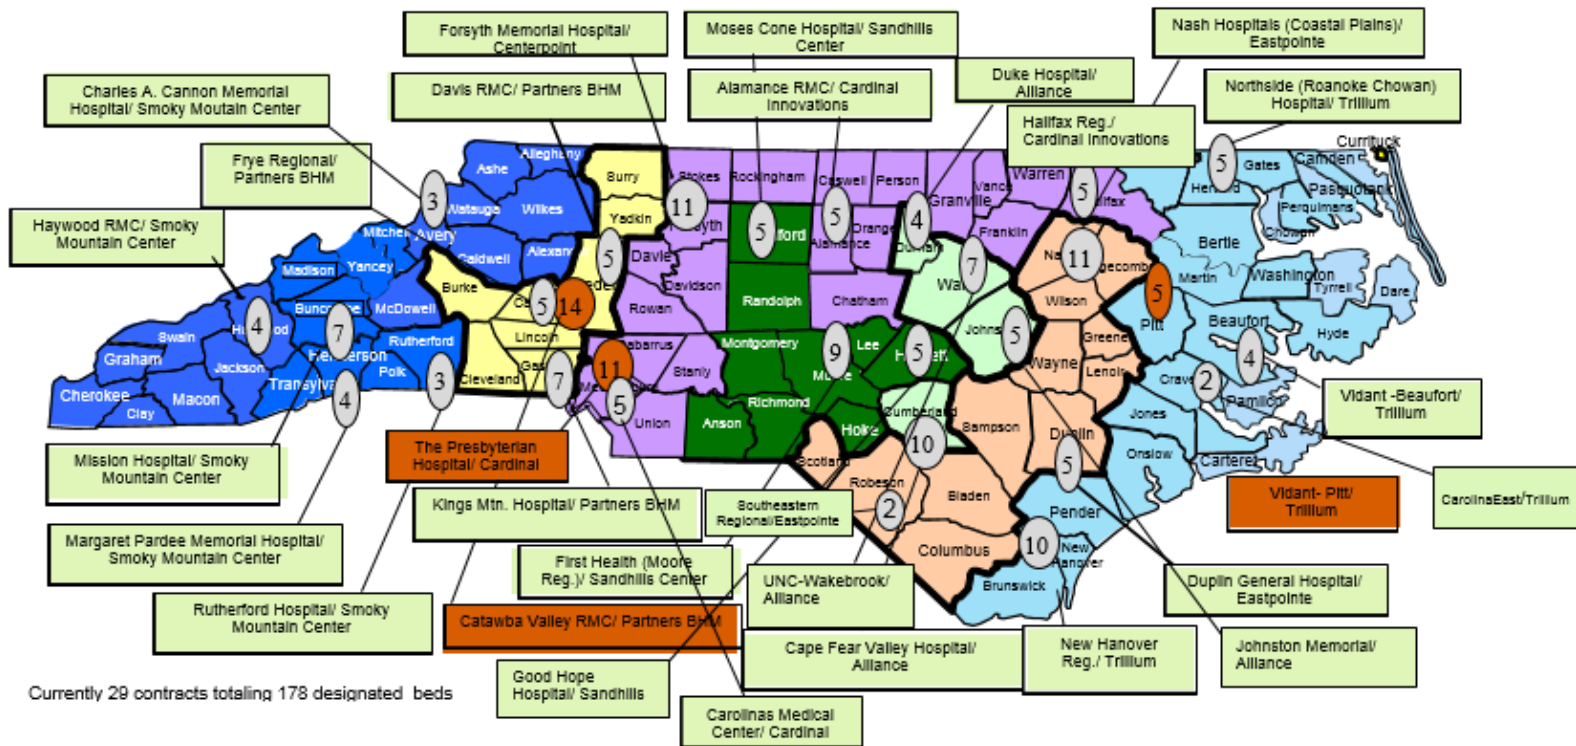 Forsyth Memorial Hospital/
Centerpoint
Moses Cone Hospital/ Sandhills
Center
Nash Hospitals (Coastal Plains)/
Eastpointe
Charles A. Cannon Memorial
Hospital/ Smoky Moutain Center
Davis RMC/ Partners BHM
Alamance RMC/ Cardinal
Innovations
Duke Hospital/
Alliance
Northside (Roanoke Chowan)
Hospital/ Trillium
Halifax Reg./
Cardinal Innovations
Frye Regional/
Partners BHM
Haywood RMC/ Smoky
Mountain Center
Currituck
Alleghany
Ashe
Surry
Stokes
Rockingham
Caswell
Person
Vance
Warren
Gates
Camden
5
3
Watauga
Wilkes
Yadkin
11
5
5
4
Granville
5
Pasquotank
Perquimans
Chowan
Mitchell
Avery
Caldwell
Orange
Alamance
Franklin
Bertie
Madison
Yancey
5
Davie
7
11
Burke
Davidson
Martin
Washington
Tyrrell
Dare
Buncombe
McDowell
5
14
Rowan
Randolph
Chatham
Wilson
5
4
7
Swain
Lincoln
Pitt
Beaufort
Hyde
Graham
Jackson
Rutherford
Montgomery
9
Lee
5
5
Wayne
Greene
Lenoir
Cherokee
Macon
Clay
Polk
4
3
Cleveland
7
11
5
Stanly
Union
Anson
Richmond
Hoke
Cumberland
10
Sampson
Duplin
5
2
4
Pamlico
Jones
Onslow
Carteret
Scotland
Robeson
2
Bladen
Columbus
Pender
10
New
Hanover
Brunswick
Mission Hospital/ Smoky
Mountain Center
The Presbyterian
Hospital/ Cardinal
Vidant -Beaufort/
Trillium
Vidant- Pitt/
Trillium
CarolinaEast/Trillium
Kings Mtn. Hospital/ Partners BHM
Southeastern
Regional/Eastpointe
Margaret Pardee Memorial Hospital/
Smoky Mountain Center
First Health (Moore
Reg.)/ Sandhills Center
UNC-Wakebrook/
Alliance
Duplin General Hospital/
Eastpointe
Rutherford Hospital/ Smoky
Mountain Center
Catawba Valley RMC/ Partners BHM
Cape Fear Valley Hospital/
Alliance
New Hanover
Reg./ Trillium
Johnston Memorial/
Alliance
Good Hope
Hospital/ Sandhills
Carolinas Medical
Center/ Cardinal
Currently 29 contracts totaling 178 designated beds